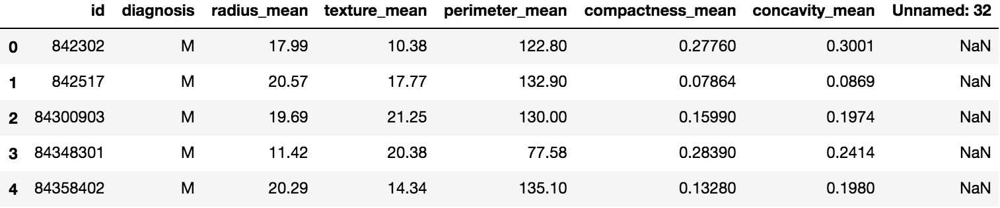 id diagnosis radius_mean texture_mean perimeter_mean compactness_mean concavity_mean Unnamed: 32
0 842302 M 17.99 10.38 122.80 0.27760 0.3001 NaN
1 842517 M 20.57 17.77 132.90 0.07864 0.0869 NaN
2 84300903 M 19.69 21.25 130.00 0.15990 0.1974 NaN
3 84348301 M 11.42 20.38 77.58 0.28390 0.2414 NaN
4 84358402 M 20.29 14.34 135.10 0.13280 0.1980 NaN